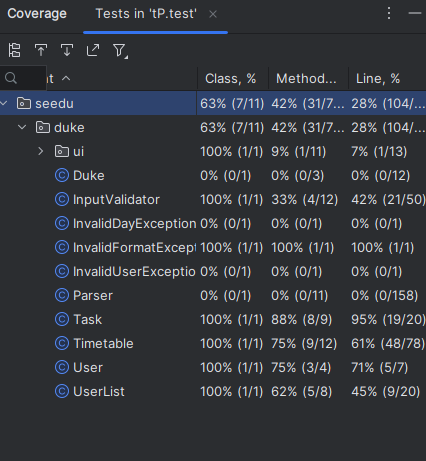 Coverage Tests in 'tP.test' ×
nt Class, % Method... Line, %
seedu 63% (7/11) 42% (31/7... 28% (104/...
duke 63% (7/11) 42% (31/7... 28% (104/...
ui 100% (1/1) 9% (1/11) 7% (1/13)
Duke 0% (0/1) 0% (0/3) 0% (0/12)
InputValidator 100% (1/1) 33% (4/12) 42% (21/50)
InvalidDayException 0% (0/1) 0% (0/1) 0% (0/1)
InvalidFormatExcept 100% (1/1) 100% (1/1) 100% (1/1)
InvalidUserExceptio 0% (0/1) 0% (0/1) 0% (0/1)
Parser 0% (0/1) 0% (0/11) 0% (0/158)
Task 100% (1/1) 88% (8/9) 95% (19/20)
Timetable 100% (1/1) 75% (9/12) 61% (48/78)
User 100% (1/1) 75% (3/4) 71% (5/7)
UserList 100% (1/1) 62% (5/8) 45% (9/20)